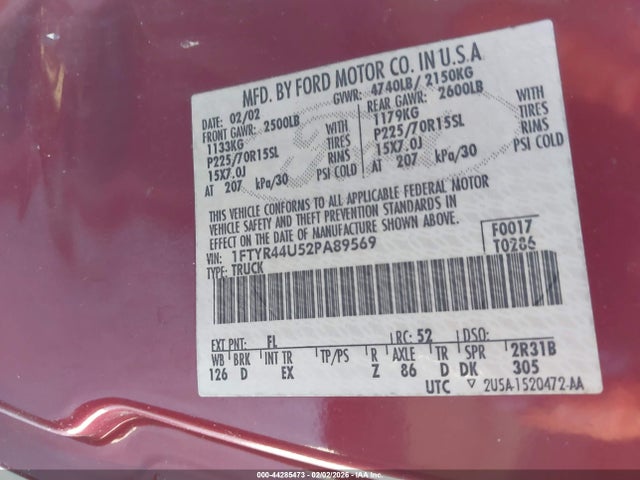 MFD. BY FORD MOTOR CO. IN U.S.A
DATE: 02/02 GVWR: 4740LB/ 2150KG
FRONT GAWR: 2500LB REAR GAWR: 2600LB
1133KG WITH 1179KG WITH
P225/70R15SL TIRES P225/70R15SL TIRES
15X7.0J RINS 15X7.0J RINS
AT 207 kPa/30 PSI COLD AT 207 kPa/30 PSI COLD
THIS VEHICLE CONFORMS TO ALL APPLICABLE FEDERAL MOTOR
VEHICLE SAFETY AND THEFT PREVENTION STANDARDS IN
EFFECT ON THE DATE OF MANUFACTURE SHOWN ABOVE.
VIN: 1FTYR44U52PA89569 F0017
TYPE: TRUCK T0286
EXT PNT: FL RC: 52 DSO:
WB BRK INT TR TP/PS R AXLE TR SPR 2R31B
126 D EX Z 86 D DK 305
UTC ▽ 2U5A-1520472-AA
000-44285473 - 02/02/2026 - IAAI.COM